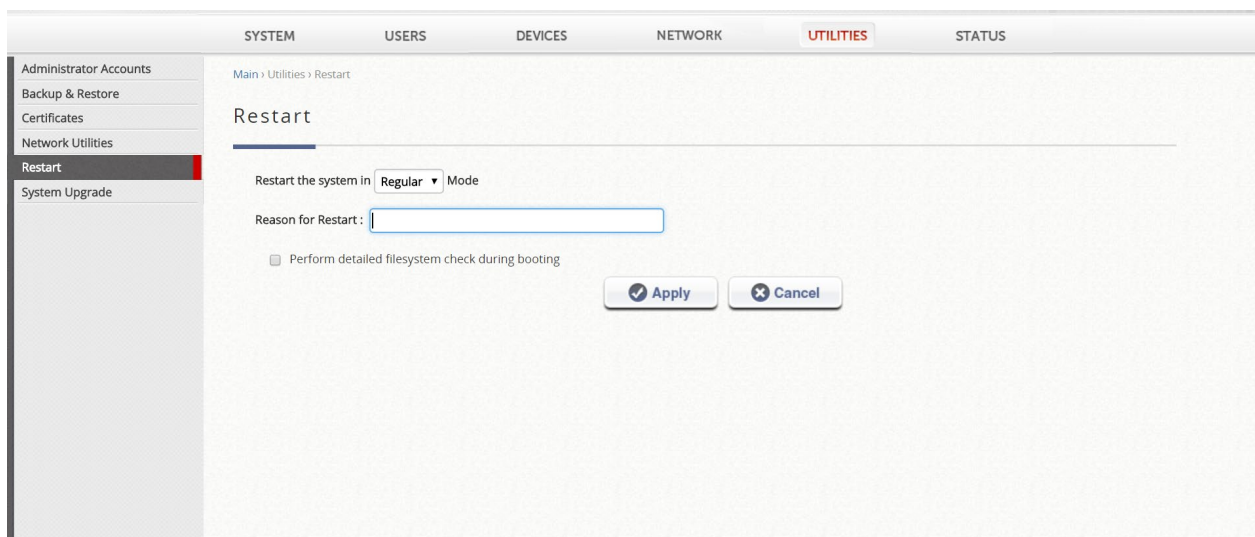 SYSTEM USERS DEVICES NETWORK UTILITIES STATUS
Administrator Accounts
Backup & Restore
Certificates
Network Utilities
Restart
System Upgrade
Main › Utilities › Restart
Restart
Restart the system in Regular ▼ Mode
Reason for Restart :
Perform detailed filesystem check during booting
Apply Cancel